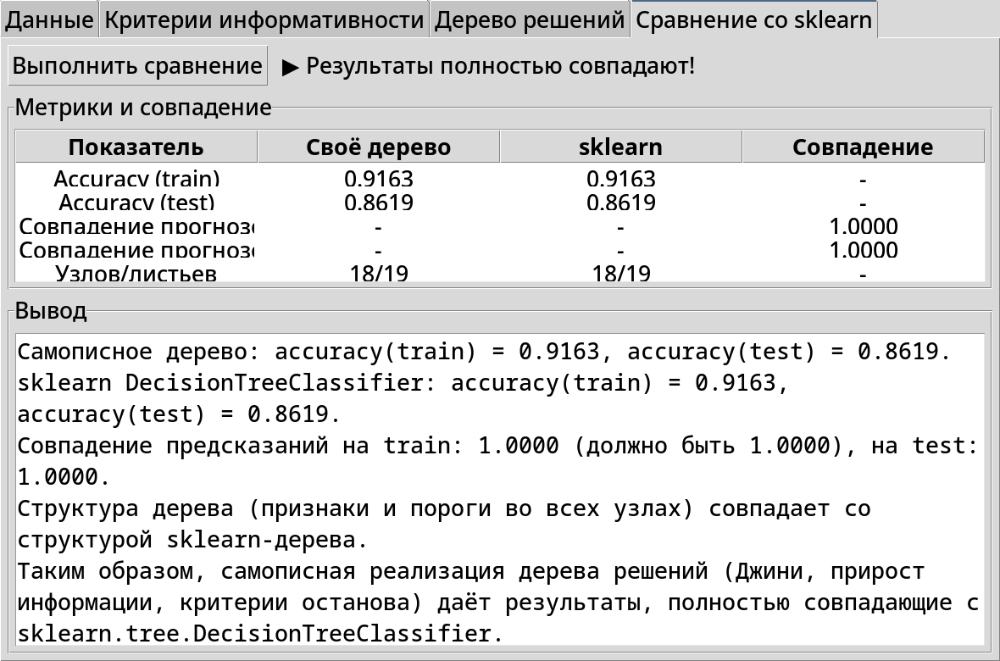 Данные Критерии информативности Дерево решений Сравнение со sklearn
Выполнить сравнение ▶ Результаты полностью совпадают!
Метрики и совпадение
Показатель Своё дерево sklearn Совпадение
Accuracy (train) 0.9163 0.9163 -
Accuracy (test) 0.8619 0.8619 -
Совпадение прогнозо - - 1.0000
Совпадение прогнозо - - 1.0000
Узлов/листьев 18/19 18/19 -
Вывод
Самописное дерево: accuracy(train) = 0.9163, accuracy(test) = 0.8619.
sklearn DecisionTreeClassifier: accuracy(train) = 0.9163,
accuracy(test) = 0.8619.
Совпадение предсказаний на train: 1.0000 (должно быть 1.0000), на test:
1.0000.
Структура дерева (признаки и пороги во всех узлах) совпадает со
структурой sklearn-дерева.
Таким образом, самописная реализация дерева решений (Джини, прирост
информации, критерии останова) даёт результаты, полностью совпадающие с
sklearn.tree.DecisionTreeClassifier.